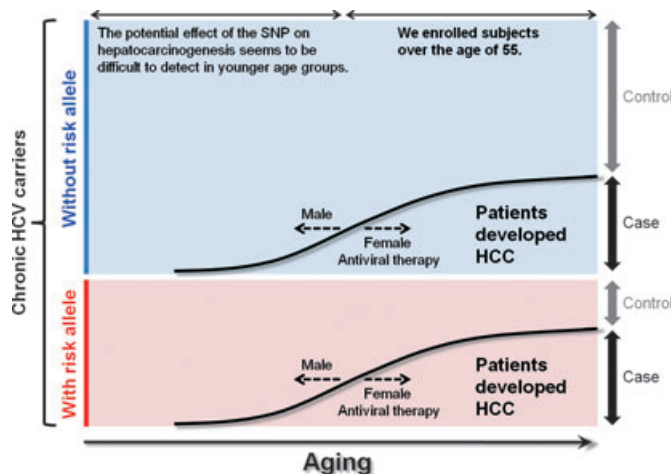 The potential effect of the SNP on
hepatocarcinogenesis seems to be
difficult to detect in younger age groups.
We enrolled subjects
over the age of 55.
Chronic HCV carriers
Without risk allele
Control
Male
Female
Antiviral therapy
Patients
developed
HCC
Case
With risk allele
Control
Male
Female
Antiviral therapy
Patients
developed
HCC
Case
Aging